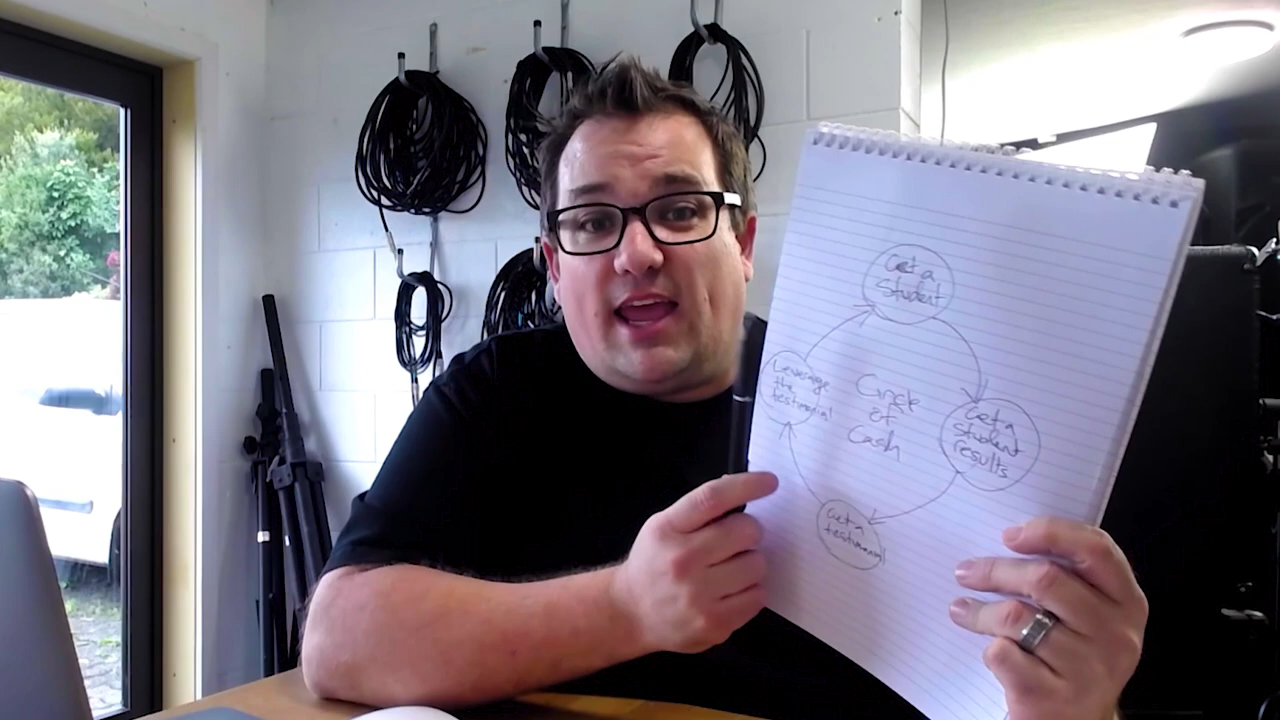 Get a
Student
Get a
student
results
Get a
testimonial
Leverage
the
testimonial
Circle
of
Cash